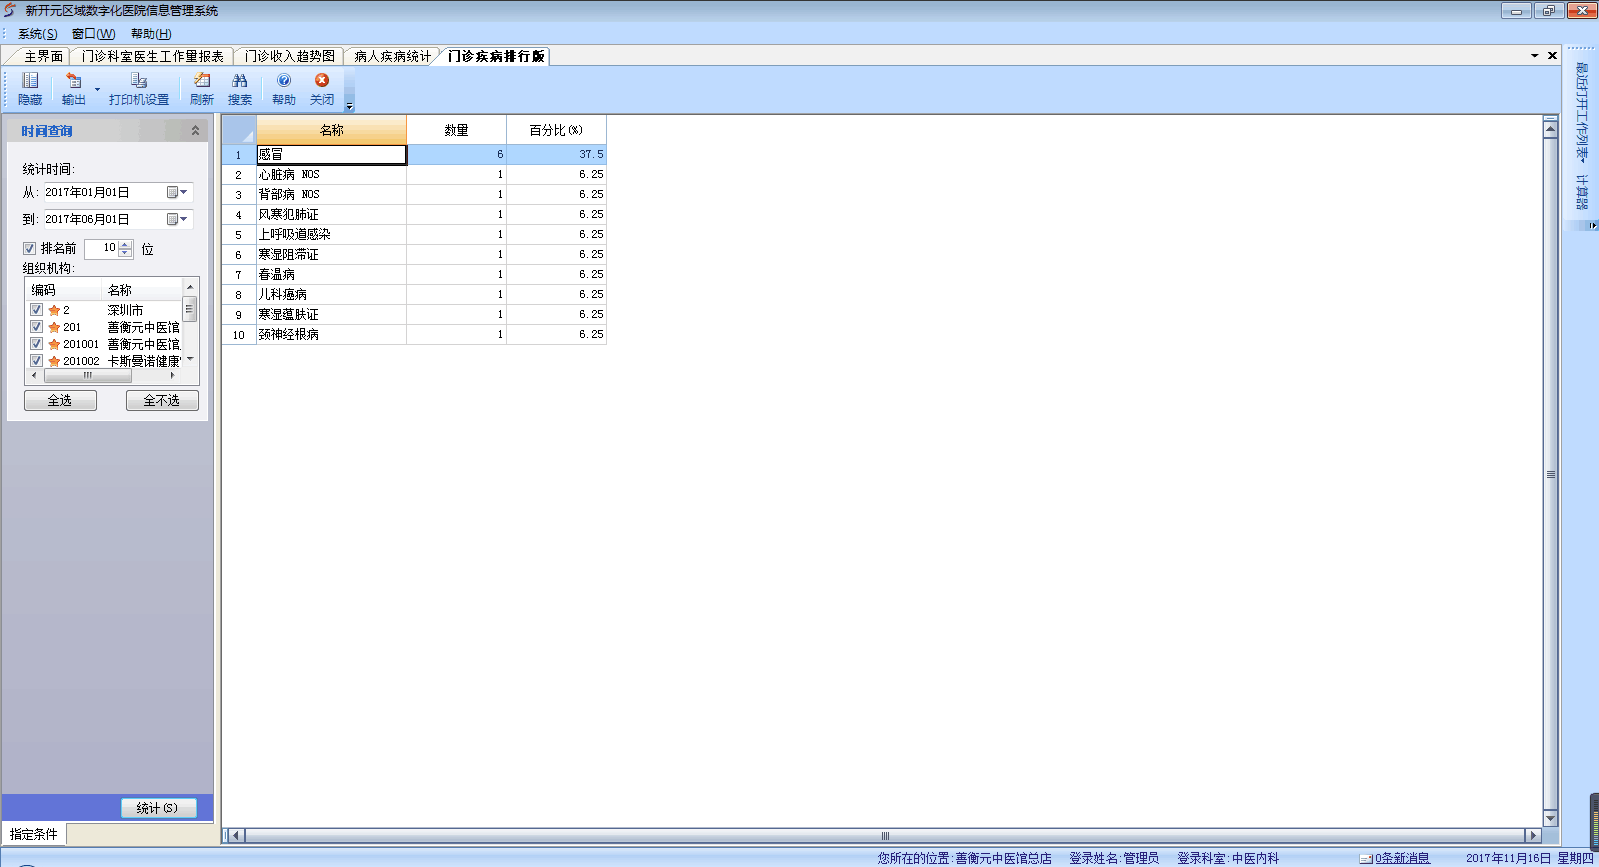 新开元区域数字化医院信息管理系统
系统(S) 窗口(W) 帮助(H)
主界面 门诊科室医生工作量报表 门诊收入趋势图 病人疾病统计 门诊疾病排行版
隐藏 输出 打印机设置 刷新 搜索 帮助 关闭
最近打开工作列表
计算器
时间查询
统计时间:
从: 2017年01月01日
到: 2017年06月01日
排名前 10 位
组织机构:
编码 名称
2 深圳市
201 善衡元中医馆
201001 善衡元中医馆
201002 卡斯曼诺健康
全选 全不选
统计(S)
指定条件
名称 数量 百分比(%)
1 感冒 6 37.5
2 心脏病 NOS 1 6.25
3 背部病 NOS 1 6.25
4 风寒犯肺证 1 6.25
5 上呼吸道感染 1 6.25
6 寒湿阻滞证 1 6.25
7 春温病 1 6.25
8 儿科癌病 1 6.25
9 寒湿蕴肤证 1 6.25
10 颈神经根病 1 6.25
您所在的位置:善衡元中医馆总店 登录姓名:管理员 登录科室:中医内科 0条新消息 2017年11月16日 星期四